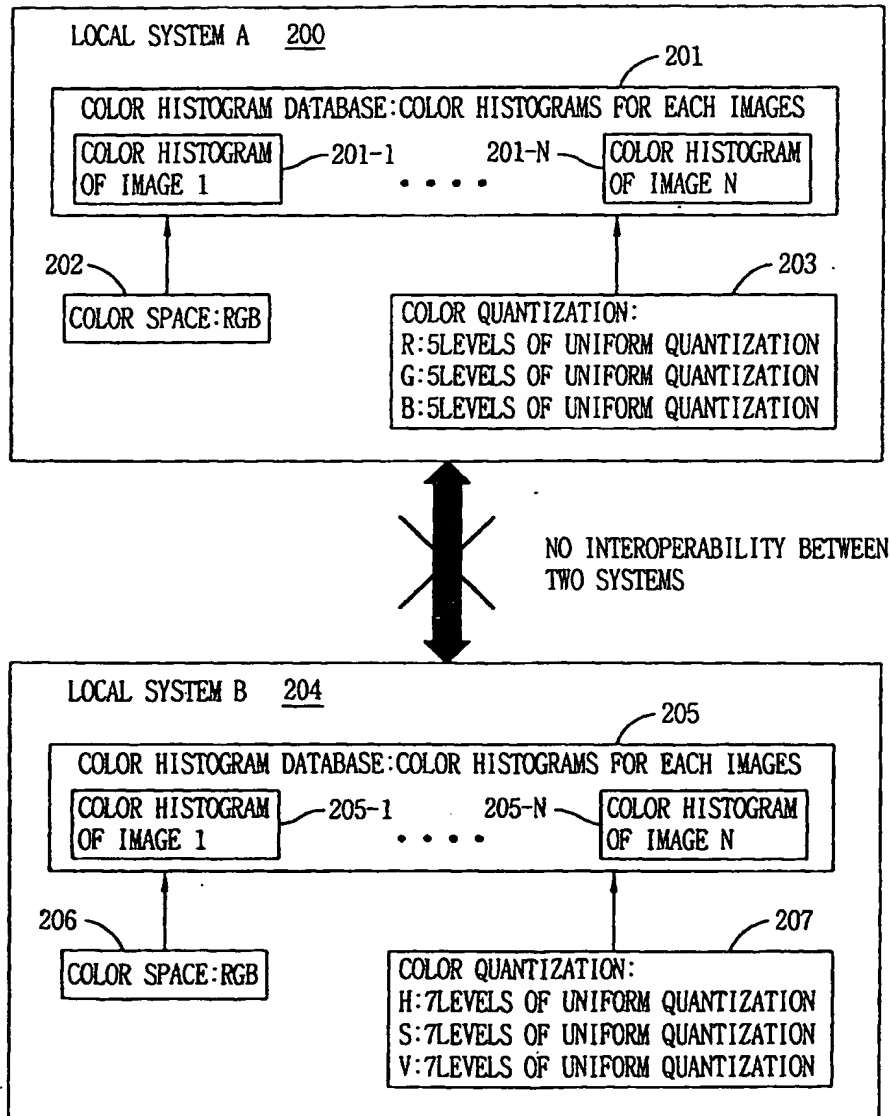 LOCAL SYSTEM A 200
201
COLOR HISTOGRAM DATABASE:COLOR HISTOGRAMS FOR EACH IMAGES
COLOR HISTOGRAM
OF IMAGE 1
201-1
201-N
COLOR HISTOGRAM
OF IMAGE N
202
203
COLOR SPACE:RGB
COLOR QUANTIZATION:
R:5LEVELS OF UNIFORM QUANTIZATION
G:5LEVELS OF UNIFORM QUANTIZATION
B:5LEVELS OF UNIFORM QUANTIZATION
NO INTEROPERABILITY BETWEEN
TWO SYSTEMS
LOCAL SYSTEM B 204
205
COLOR HISTOGRAM DATABASE:COLOR HISTOGRAMS FOR EACH IMAGES
COLOR HISTOGRAM
OF IMAGE 1
205-1
205-N
COLOR HISTOGRAM
OF IMAGE N
206
207
COLOR SPACE:RGB
COLOR QUANTIZATION:
H:7LEVELS OF UNIFORM QUANTIZATION
S:7LEVELS OF UNIFORM QUANTIZATION
V:7LEVELS OF UNIFORM QUANTIZATION